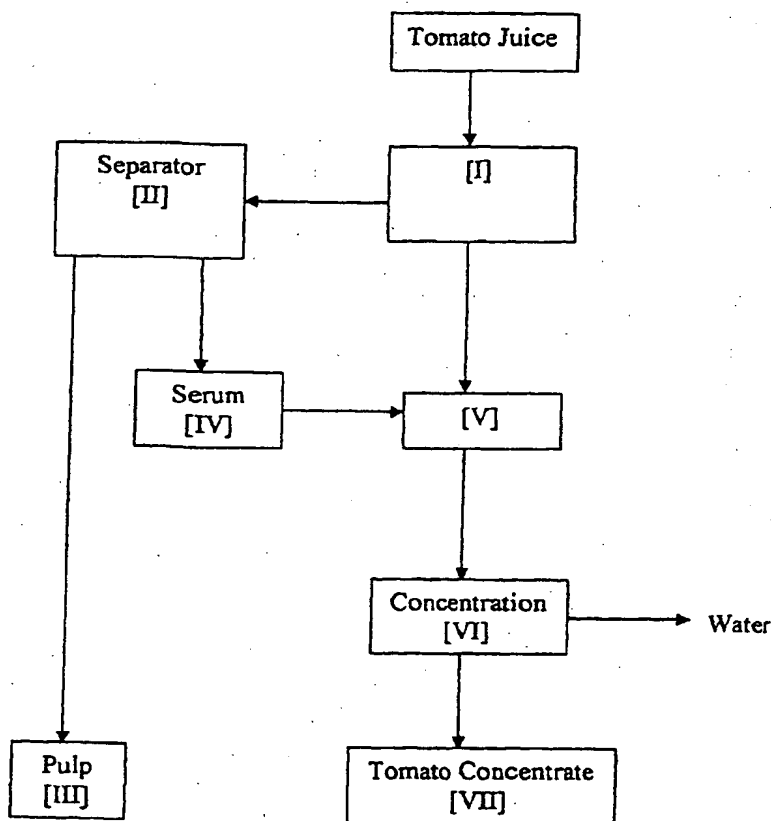 Tomato Juice
Separator
[II]
[I]
Serum
[IV]
[V]
Concentration
[VI]
Water
Pulp
[III]
Tomato Concentrate
[VII]